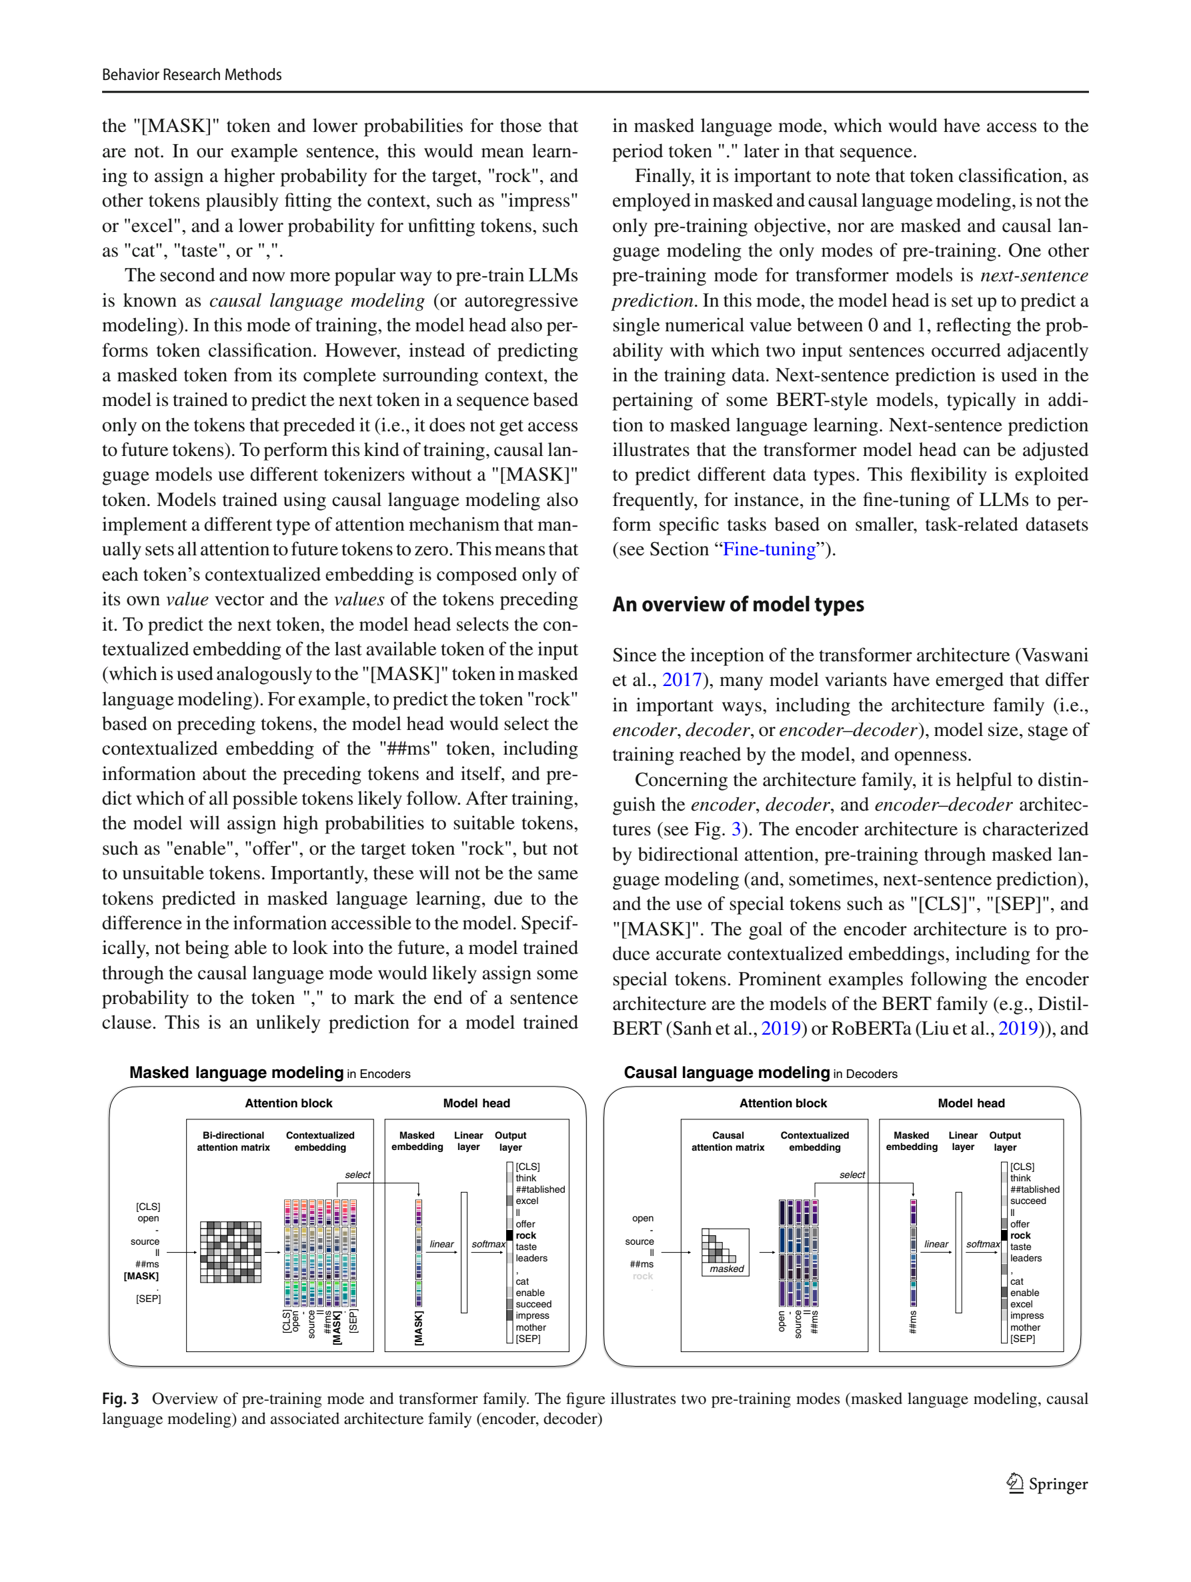 Behavior Research Methods
the "[MASK]" token and lower probabilities for those that
are not. In our example sentence, this would mean learn-
ing to assign a higher probability for the target, "rock", and
other tokens plausibly fitting the context, such as "impress"
or "excel", and a lower probability for unfitting tokens, such
as "cat", "taste", or ",".
The second and now more popular way to pre-train LLMs
is known as causal language modeling (or autoregressive
modeling). In this mode of training, the model head also per-
forms token classification. However, instead of predicting
a masked token from its complete surrounding context, the
model is trained to predict the next token in a sequence based
only on the tokens that preceded it (i.e., it does not get access
to future tokens). To perform this kind of training, causal lan-
guage models use different tokenizers without a "[MASK]"
token. Models trained using causal language modeling also
implement a different type of attention mechanism that man-
ually sets all attention to future tokens to zero. This means that
each token's contextualized embedding is composed only of
its own value vector and the values of the tokens preceding
it. To predict the next token, the model head selects the con-
textualized embedding of the last available token of the input
(which is used analogously to the "[MASK]" token in masked
language modeling). For example, to predict the token "rock"
based on preceding tokens, the model head would select the
contextualized embedding of the "##ms" token, including
information about the preceding tokens and itself, and pre-
dict which of all possible tokens likely follow. After training,
the model will assign high probabilities to suitable tokens,
such as "enable", "offer", or the target token "rock", but not
to unsuitable tokens. Importantly, these will not be the same
tokens predicted in masked language learning, due to the
difference in the information accessible to the model. Specif-
ically, not being able to look into the future, a model trained
through the causal language mode would likely assign some
probability to the token "," to mark the end of a sentence
clause. This is an unlikely prediction for a model trained
in masked language mode, which would have access to the
period token "." later in that sequence.
Finally, it is important to note that token classification, as
employed in masked and causal language modeling, is not the
only pre-training objective, nor are masked and causal lan-
guage modeling the only modes of pre-training. One other
pre-training mode for transformer models is next-sentence
prediction. In this mode, the model head is set up to predict a
single numerical value between 0 and 1, reflecting the prob-
ability with which two input sentences occurred adjacently
in the training data. Next-sentence prediction is used in the
pertaining of some BERT-style models, typically in addi-
tion to masked language learning. Next-sentence prediction
illustrates that the transformer model head can be adjusted
to predict different data types. This flexibility is exploited
frequently, for instance, in the fine-tuning of LLMs to per-
form specific tasks based on smaller, task-related datasets
(see Section “Fine-tuning”).
An overview of model types
Since the inception of the transformer architecture (Vaswani
et al., 2017), many model variants have emerged that differ
in important ways, including the architecture family (i.e.,
encoder, decoder, or encoder–decoder), model size, stage of
training reached by the model, and openness.
Concerning the architecture family, it is helpful to distin-
guish the encoder, decoder, and encoder–decoder architec-
tures (see Fig. 3). The encoder architecture is characterized
by bidirectional attention, pre-training through masked lan-
guage modeling (and, sometimes, next-sentence prediction),
and the use of special tokens such as "[CLS]", "[SEP]", and
"[MASK]". The goal of the encoder architecture is to pro-
duce accurate contextualized embeddings, including for the
special tokens. Prominent examples following the encoder
architecture are the models of the BERT family (e.g., Distil-
BERT (Sanh et al., 2019) or RoBERTa (Liu et al., 2019)), and
Masked language modeling in Encoders
Attention block
Model head
Bi-directional
attention matrix
Contextualized
embedding
Masked
embedding
Linear
layer
Output
layer
select
[CLS]
open
-
source
ll
##ms
[MASK]
.
[SEP]
[CLS]
open
-
source
ll
##ms
[MASK]
.
[SEP]
[MASK]
linear
softmax
[CLS]
think
##tablished
excel
ll
offer
rock
taste
leaders
,
cat
enable
succeed
impress
mother
[SEP]
Causal language modeling in Decoders
Attention block
Model head
Causal
attention matrix
Contextualized
embedding
Masked
embedding
Linear
layer
Output
layer
select
open
-
source
ll
##ms
rock
.
masked
open
-
source
ll
##ms
##ms
linear
softmax
[CLS]
think
##tablished
succeed
ll
offer
rock
taste
leaders
,
cat
enable
excel
impress
mother
[SEP]
Fig. 3 Overview of pre-training mode and transformer family. The figure illustrates two pre-training modes (masked language modeling, causal
language modeling) and associated architecture family (encoder, decoder)
Springer